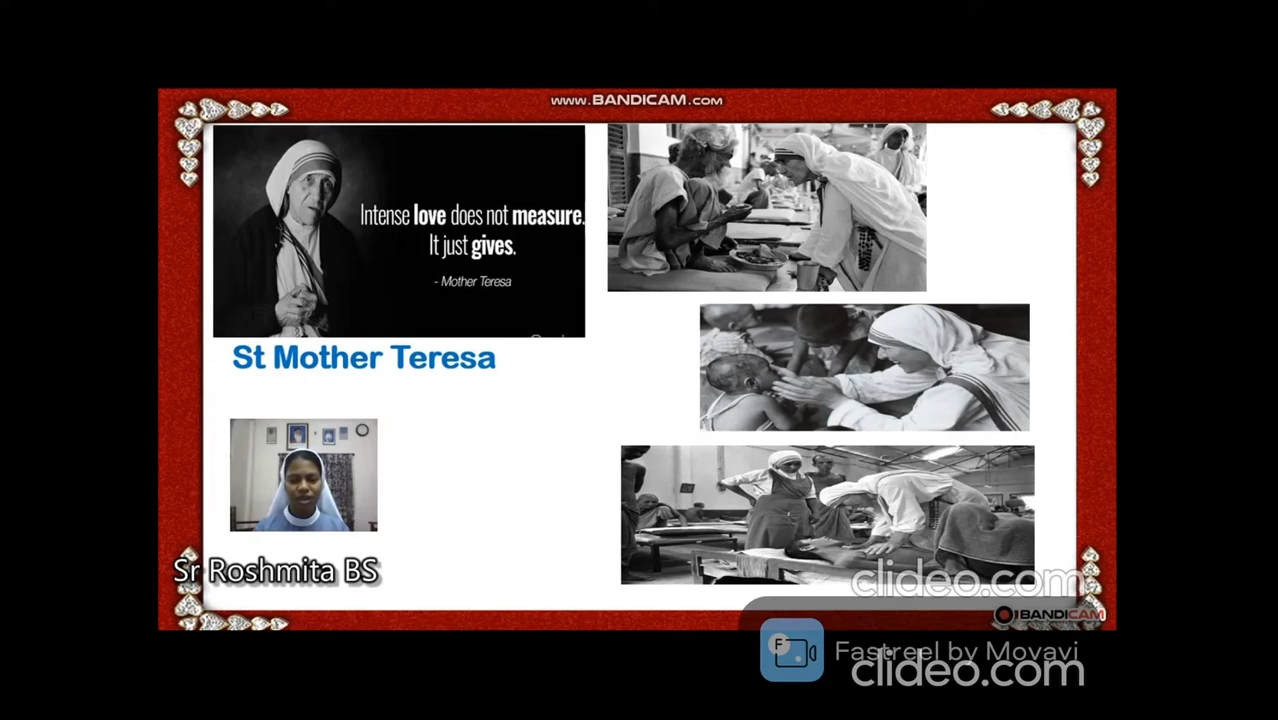 www.BANDICAM.com
Intense love does not measure.
It just gives.
- Mother Teresa
St Mother Teresa
Sr Roshmita BS
clideo.com
BANDICAM
Fastreel by Movavi
clideo.com